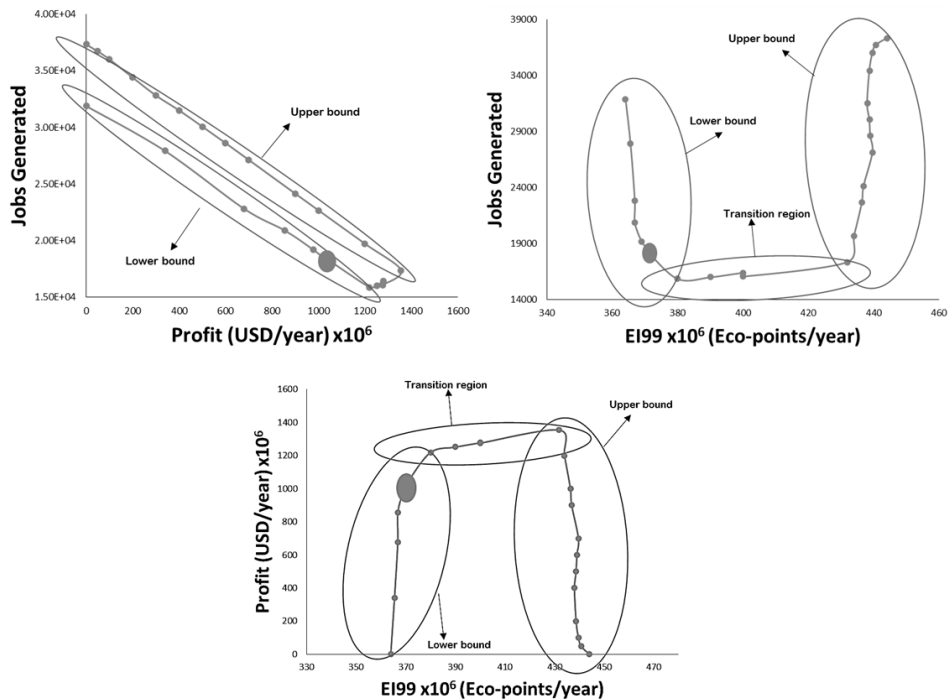 4.00E+04
3.50E+04
3.00E+04
2.50E+04
2.00E+04
1.50E+04
Jobs Generated
Upper bound
Lower bound
0 200 400 600 800 1000 1200 1400 1600
Profit (USD/year) x10⁶
39000
34000
29000
24000
19000
14000
Jobs Generated
Upper bound
Lower bound
Transition region
340 360 380 400 420 440 460
EI99 x10⁶ (Eco-points/year)
1600
1400
1200
1000
800
600
400
200
0
Profit (USD/year) x10⁶
Transition region
Upper bound
Lower bound
330 350 370 390 410 430 450 470
EI99 x10⁶ (Eco-points/year)